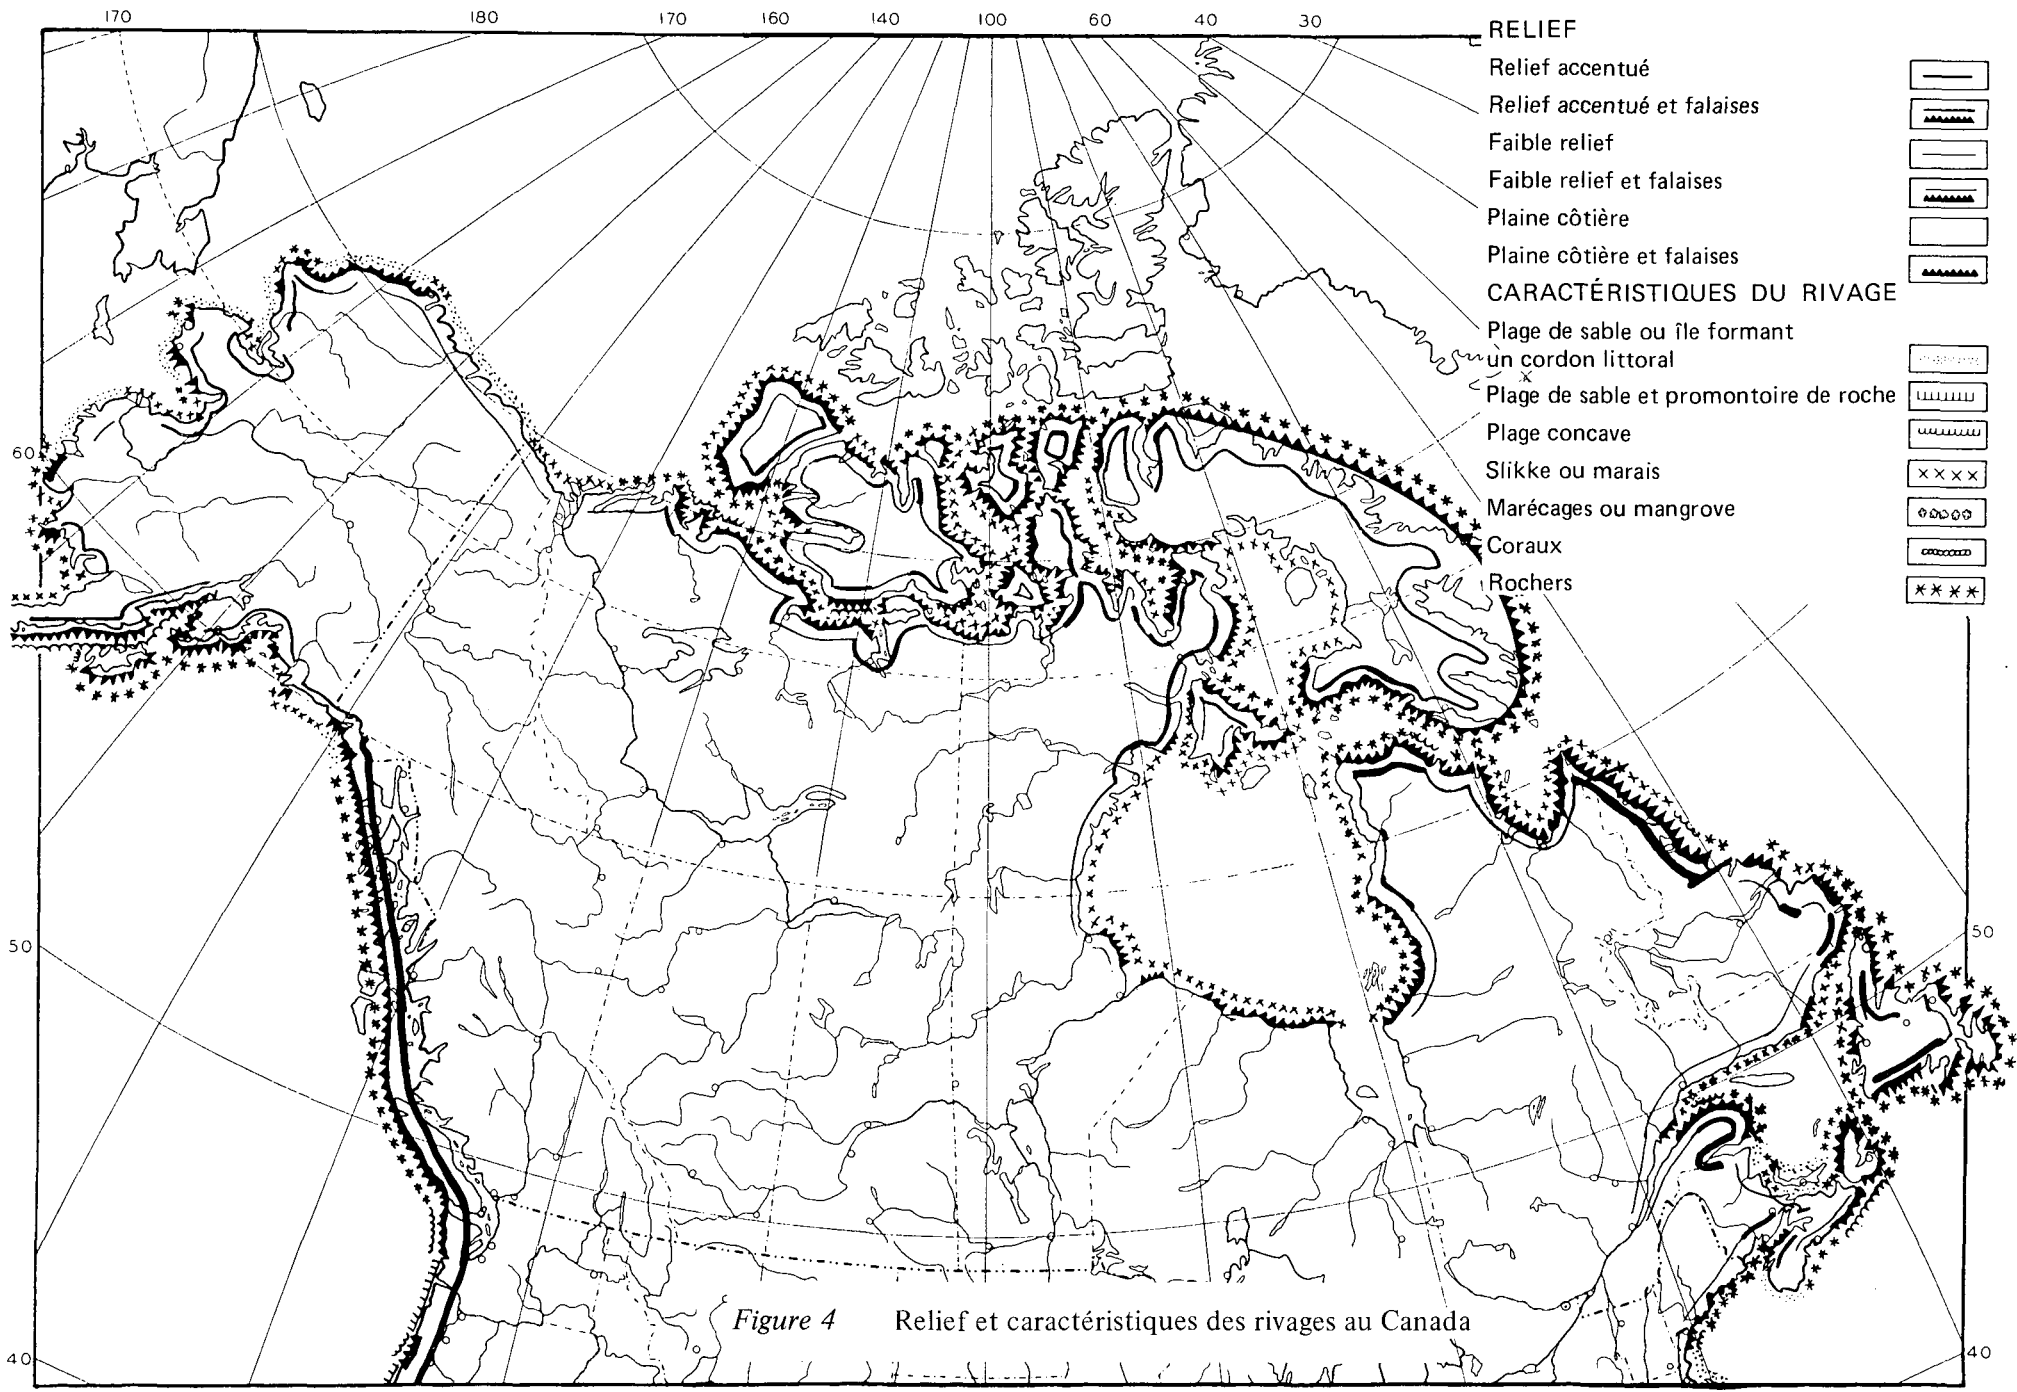 170 180 170 160 140 100 60 40 30
RELIEF
Relief accentué
Relief accentué et falaises
Faible relief
Faible relief et falaises
Plaine côtière
Plaine côtière et falaises
CARACTÉRISTIQUES DU RIVAGE
Plage de sable ou île formant
un cordon littoral
Plage de sable et promontoire de roche
Plage concave
Slikke ou marais
Marécages ou mangrove
Coraux
Rochers
60
50 50
40 40
Figure 4 Relief et caractéristiques des rivages au Canada